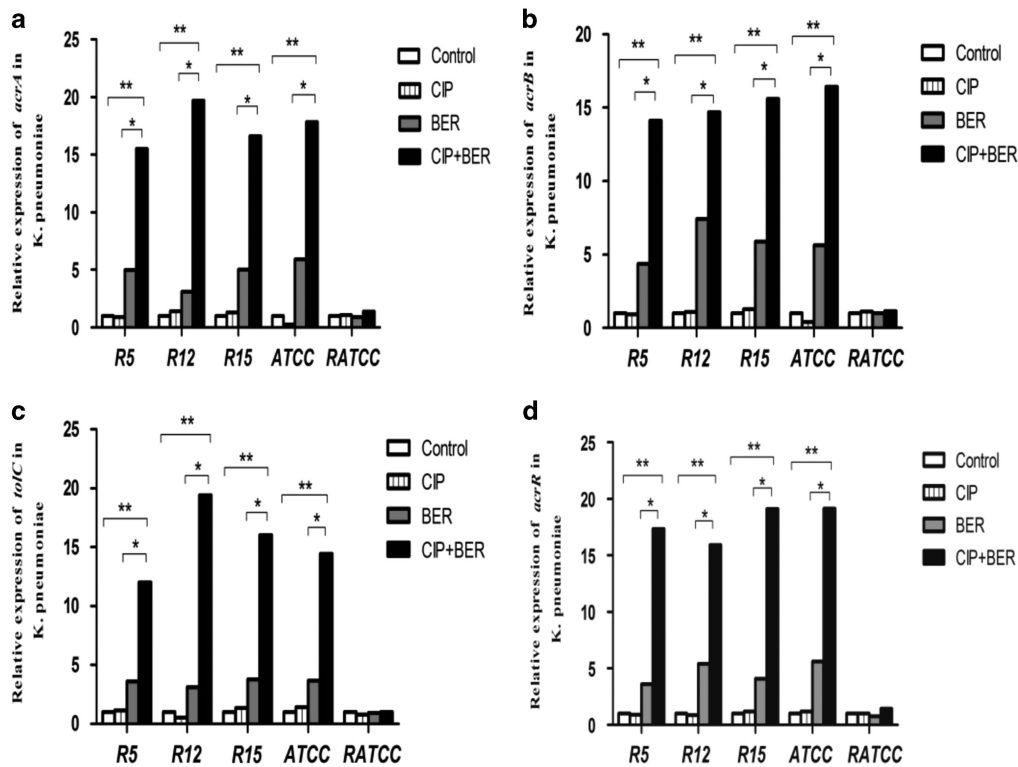 a
Relative expression of acrA in
K. pneumoniae
25
20
15
10
5
0
** ** ** **
* * * *
R5 R12 R15 ATCC RATCC
Control
CIP
BER
CIP+BER
b
Relative expression of acrB in
K. pneumoniae
20
15
10
5
0
** ** ** **
* * * *
R5 R12 R15 ATCC RATCC
Control
CIP
BER
CIP+BER
c
Relative expression of tolC in
K. pneumoniae
25
20
15
10
5
0
** ** ** **
* * * *
R5 R12 R15 ATCC RATCC
Control
CIP
BER
CIP+BER
d
Relative expression of acrR in
K. pneumoniae
25
20
15
10
5
0
** ** ** **
* * * *
R5 R12 R15 ATCC RATCC
Control
CIP
BER
CIP+BER